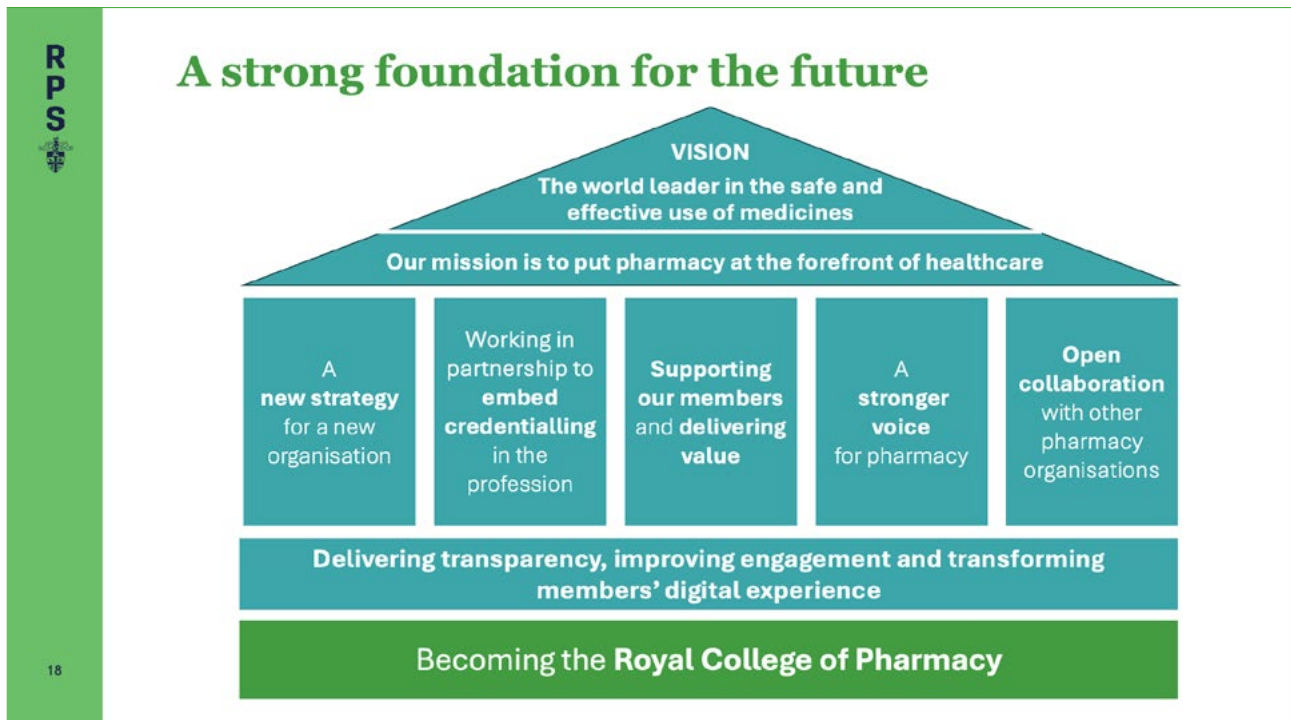 RPS
A strong foundation for the future
VISION
The world leader in the safe and
effective use of medicines
Our mission is to put pharmacy at the forefront of healthcare
A
new strategy
for a new
organisation
Working in
partnership to
embed
credentialling
in the
profession
Supporting
our members
and delivering
value
A
stronger
voice
for pharmacy
Open
collaboration
with other
pharmacy
organisations
Delivering transparency, improving engagement and transforming
members’ digital experience
Becoming the Royal College of Pharmacy
18